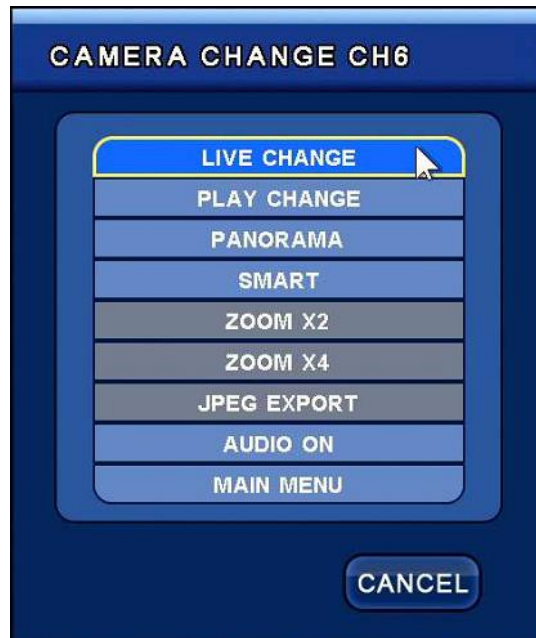 CAMERA CHANGE CH6
LIVE CHANGE
PLAY CHANGE
PANORAMA
SMART
ZOOM X2
ZOOM X4
JPEG EXPORT
AUDIO ON
MAIN MENU
CANCEL